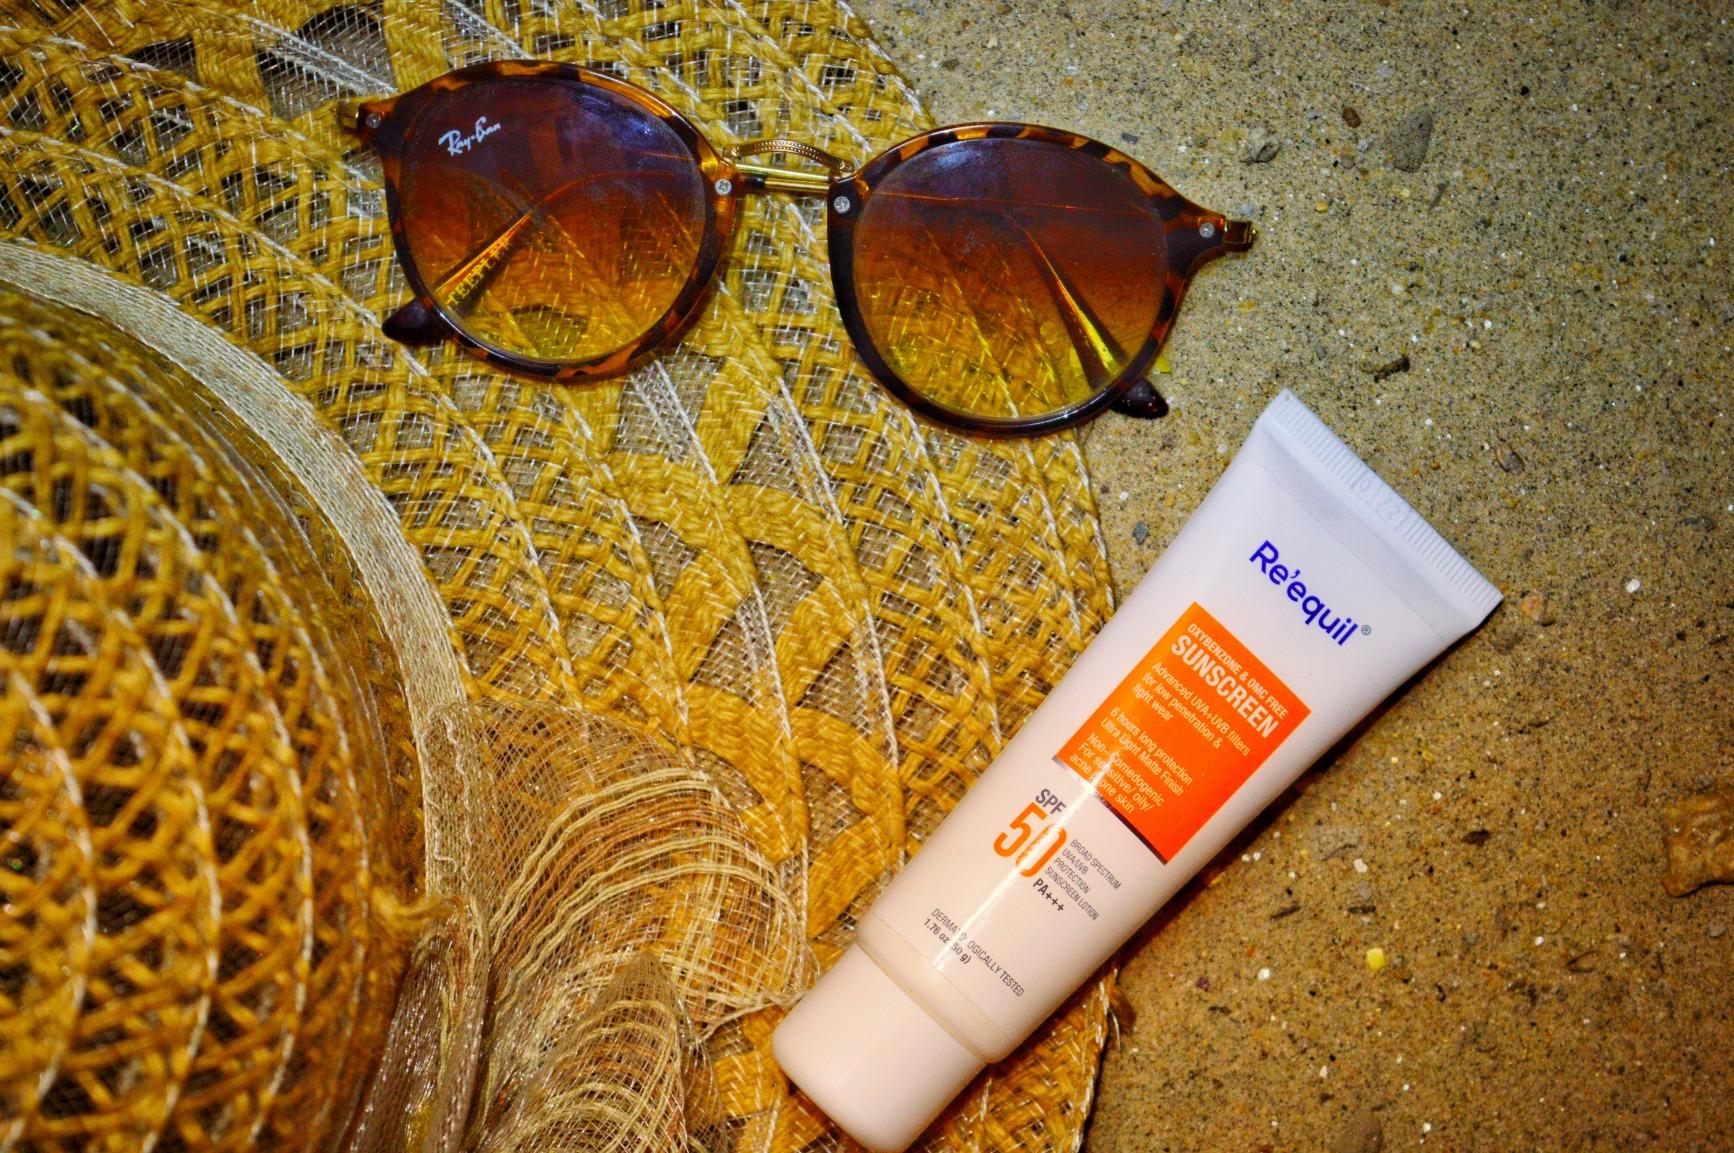 Ray-Ban
Re'equil®
OXYBENZONE & OMC FREE
SUNSCREEN
Advanced UVA+UVB filters
for low penetration &
light wear
6 hours long protection
Ultra Light Matte Finish
Non-Comedogenic
For sensitive/ oily/
acne prone skin
SPF
50
BROAD SPECTRUM
UVA/UVB
PROTECTION
SUNSCREEN LOTION
PA+++
DERMATOLOGICALLY TESTED
1.76 oz (50 g)